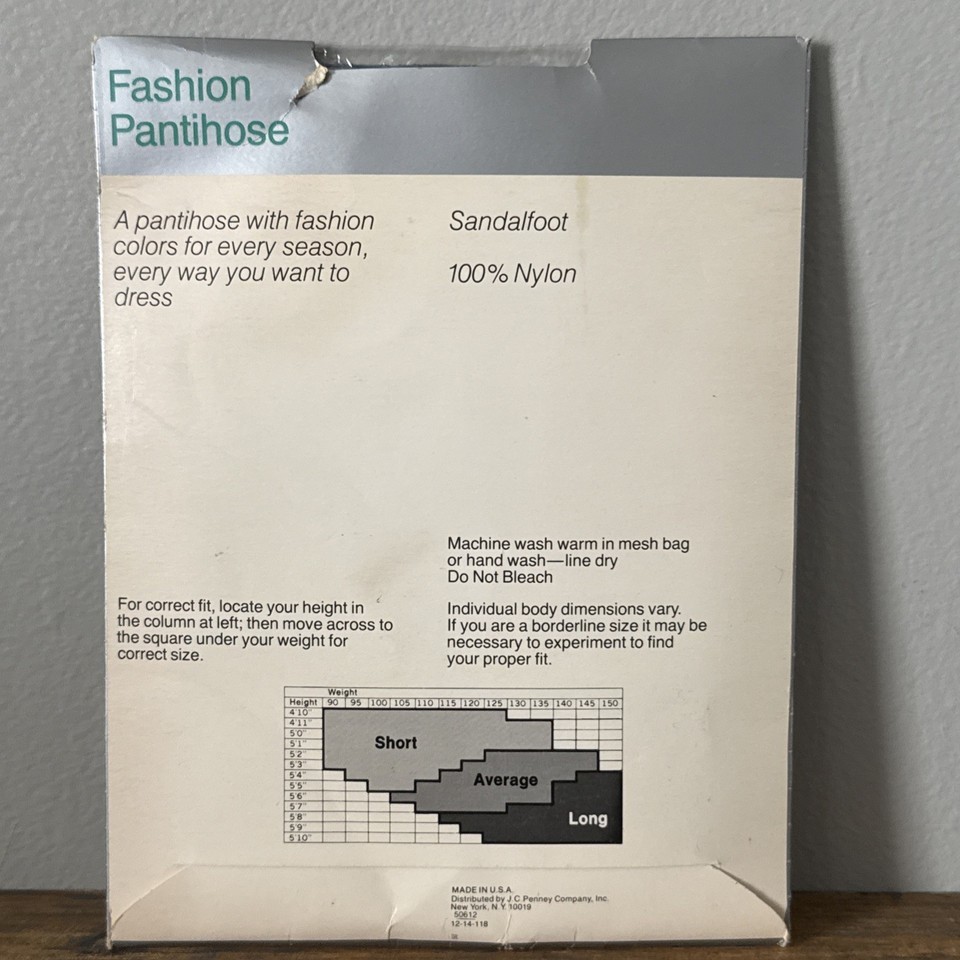 Fashion
Pantihose
A pantihose with fashion
colors for every season,
every way you want to
dress
Sandalfoot
100% Nylon
Machine wash warm in mesh bag
or hand wash—line dry
Do Not Bleach
For correct fit, locate your height in
the column at left; then move across to
the square under your weight for
correct size.
Individual body dimensions vary.
If you are a borderline size it may be
necessary to experiment to find
your proper fit.
Weight
Height 90 95 100 105 110 115 120 125 130 135 140 145 150
4'10"
4'11"
5'0"
5'1"
5'2"
5'3"
5'4"
5'5"
5'6"
5'7"
5'8"
5'9"
5'10"
Short
Average
Long
MADE IN U.S.A.
Distributed by J.C. Penney Company, Inc.
New York, N.Y. 10019
50612
12-14-118